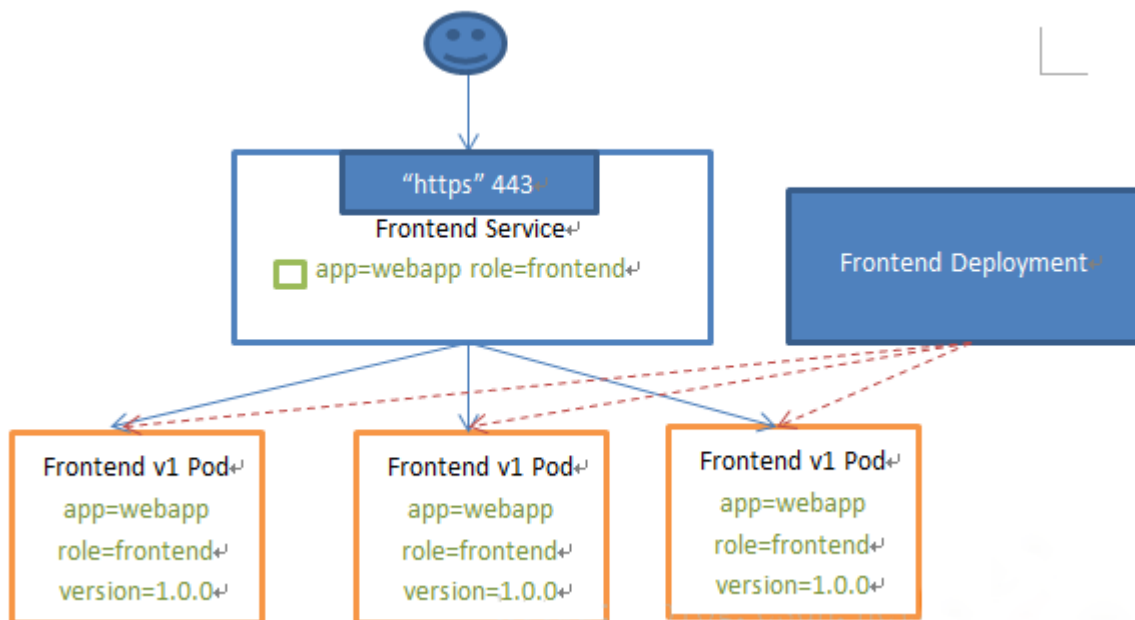 “https” 443
Frontend Service
app=webapp role=frontend
Frontend Deployment
Frontend v1 Pod
app=webapp
role=frontend
version=1.0.0
Frontend v1 Pod
app=webapp
role=frontend
version=1.0.0
Frontend v1 Pod
app=webapp
role=frontend
version=1.0.0